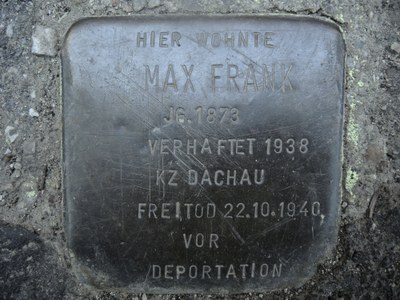 HIER WOHNTE
MAX FRANK
JG.1873
VERHAFTET 1938
KZ DACHAU
FREITOD 22.10.1940
VOR
DEPORTATION